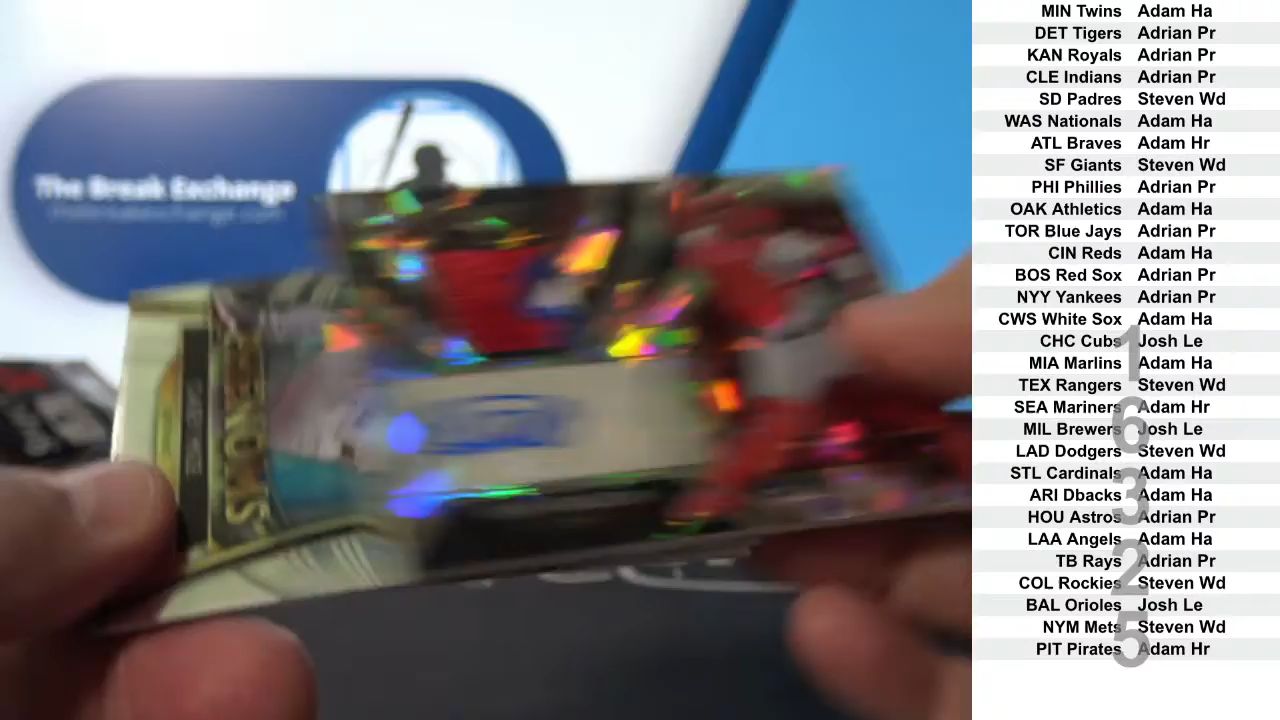 The Break Exchange
MIN Twins Adam Ha
DET Tigers Adrian Pr
KAN Royals Adrian Pr
CLE Indians Adrian Pr
SD Padres Steven Wd
WAS Nationals Adam Ha
ATL Braves Adam Hr
SF Giants Steven Wd
PHI Phillies Adrian Pr
OAK Athletics Adam Ha
TOR Blue Jays Adrian Pr
CIN Reds Adam Ha
BOS Red Sox Adrian Pr
NYY Yankees Adrian Pr
CWS White Sox Adam Ha
CHC Cubs Josh Le
MIA Marlins Adam Ha
TEX Rangers Steven Wd
SEA Mariners Adam Hr
MIL Brewers Josh Le
LAD Dodgers Steven Wd
STL Cardinals Adam Ha
ARI Dbacks Adam Ha
HOU Astros Adrian Pr
LAA Angels Adam Ha
TB Rays Adrian Pr
COL Rockies Steven Wd
BAL Orioles Josh Le
NYM Mets Steven Wd
PIT Pirates Adam Hr
1
6
3
2
5